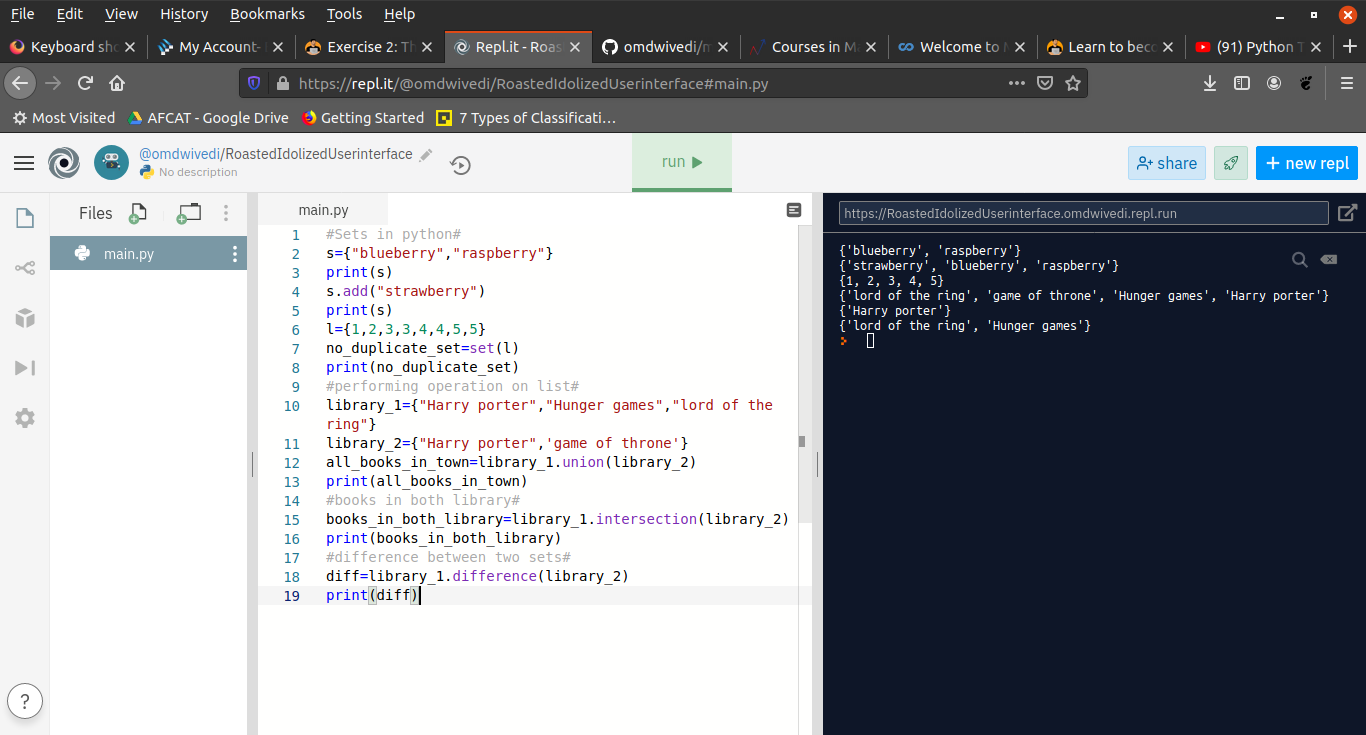 File Edit View History Bookmarks Tools Help
Keyboard sho
My Account-
Exercise 2: Th
Repl.it - Roas
omdwivedi/m
Courses in Ma
Welcome to
Learn to beco
(91) Python T
https://repl.it/@omdwivedi/RoastedIdolizedUserinterface#main.py
Most Visited AFCAT - Google Drive Getting Started 7 Types of Classificati…
@omdwivedi/RoastedIdolizedUserinterface
No description
run
share
+ new repl
Files
main.py
?
main.py
1 #Sets in python#
2 s={"blueberry","raspberry"}
3 print(s)
4 s.add("strawberry")
5 print(s)
6 l={1,2,3,3,4,4,5,5}
7 no_duplicate_set=set(l)
8 print(no_duplicate_set)
9 #performing operation on list#
10 library_1={"Harry porter","Hunger games","lord of the
ring"}
11 library_2={"Harry porter",'game of throne'}
12 all_books_in_town=library_1.union(library_2)
13 print(all_books_in_town)
14 #books in both library#
15 books_in_both_library=library_1.intersection(library_2)
16 print(books_in_both_library)
17 #difference between two sets#
18 diff=library_1.difference(library_2)
19 print(diff)
https://RoastedIdolizedUserinterface.omdwivedi.repl.run
{'blueberry', 'raspberry'}
{'strawberry', 'blueberry', 'raspberry'}
{1, 2, 3, 4, 5}
{'lord of the ring', 'game of throne', 'Hunger games', 'Harry porter'}
{'Harry porter'}
{'lord of the ring', 'Hunger games'}
>